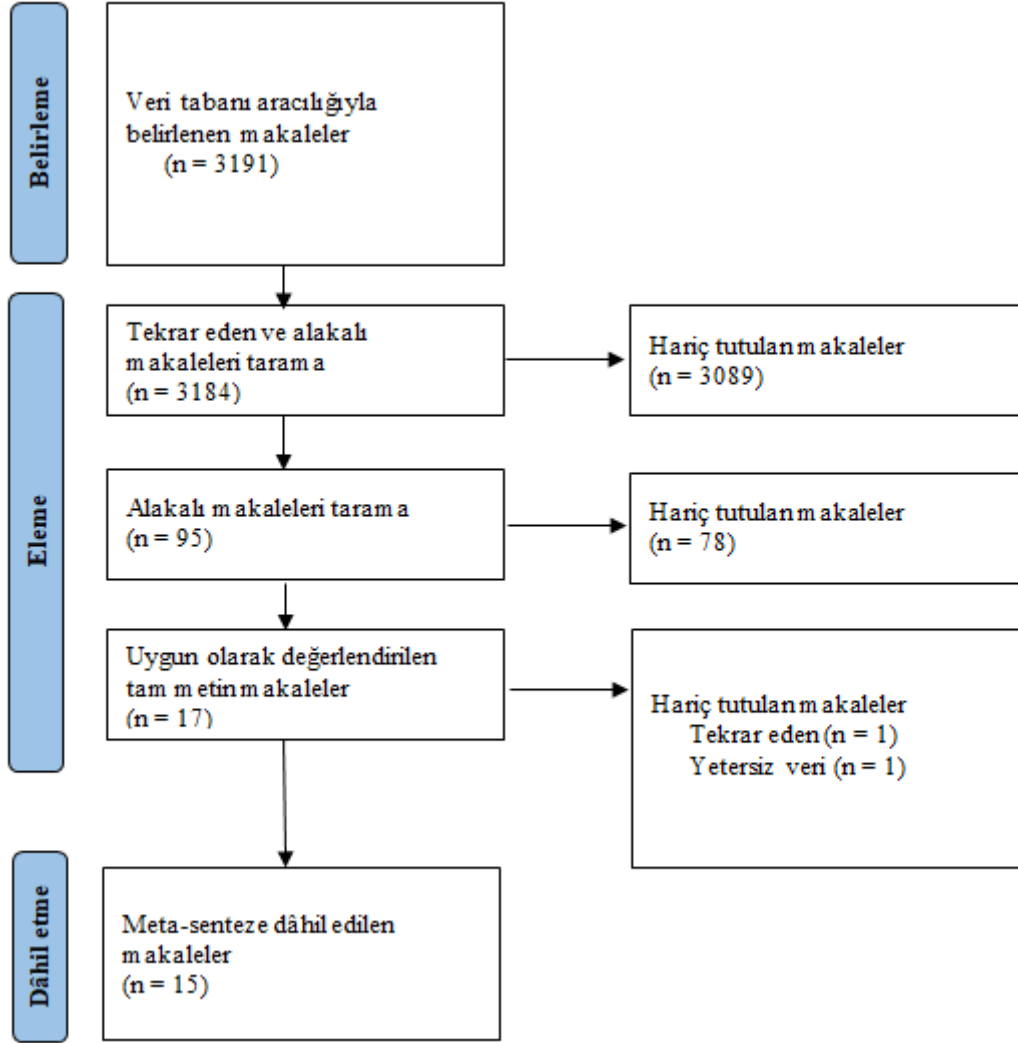 Belirleme
Veri tabanı aracılığıyla
belirlenen makaleler
(n = 3191)
Eleme
Tekrar eden ve alakalı
makaleleri tarama
(n = 3184)
Hariç tutulan makaleler
(n = 3089)
Alakalı makaleleri tarama
(n = 95)
Hariç tutulan makaleler
(n = 78)
Uygun olarak değerlendirilen
tam metin makaleler
(n = 17)
Hariç tutulan makaleler
Tekrar eden (n = 1)
Yetersiz veri (n = 1)
Dâhil etme
Meta-senteze dâhil edilen
makaleler
(n = 15)